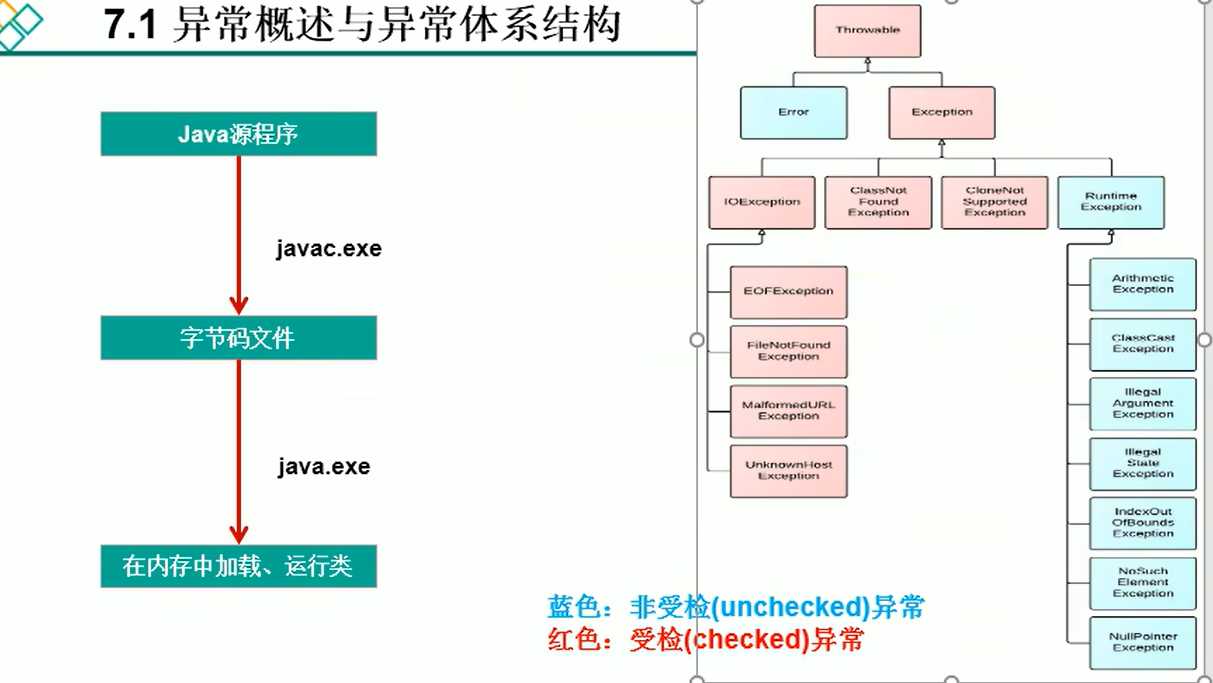 7.1 异常概述与异常体系结构
Java源程序
javac.exe
字节码文件
java.exe
在内存中加载、运行类
Throwable
Error
Exception
IOException
ClassNot
Found
Exception
CloneNot
Supported
Exception
Runtime
Exception
EOFException
FileNotFound
Exception
MalformedURL
Exception
UnknownHost
Exception
Arithmetic
Exception
ClassCast
Exception
Illegal
Argument
Exception
Illegal
State
Exception
IndexOut
OfBounds
Exception
NoSuch
Element
Exception
NullPointer
Exception
蓝色：非受检(unchecked)异常
红色：受检(checked)异常